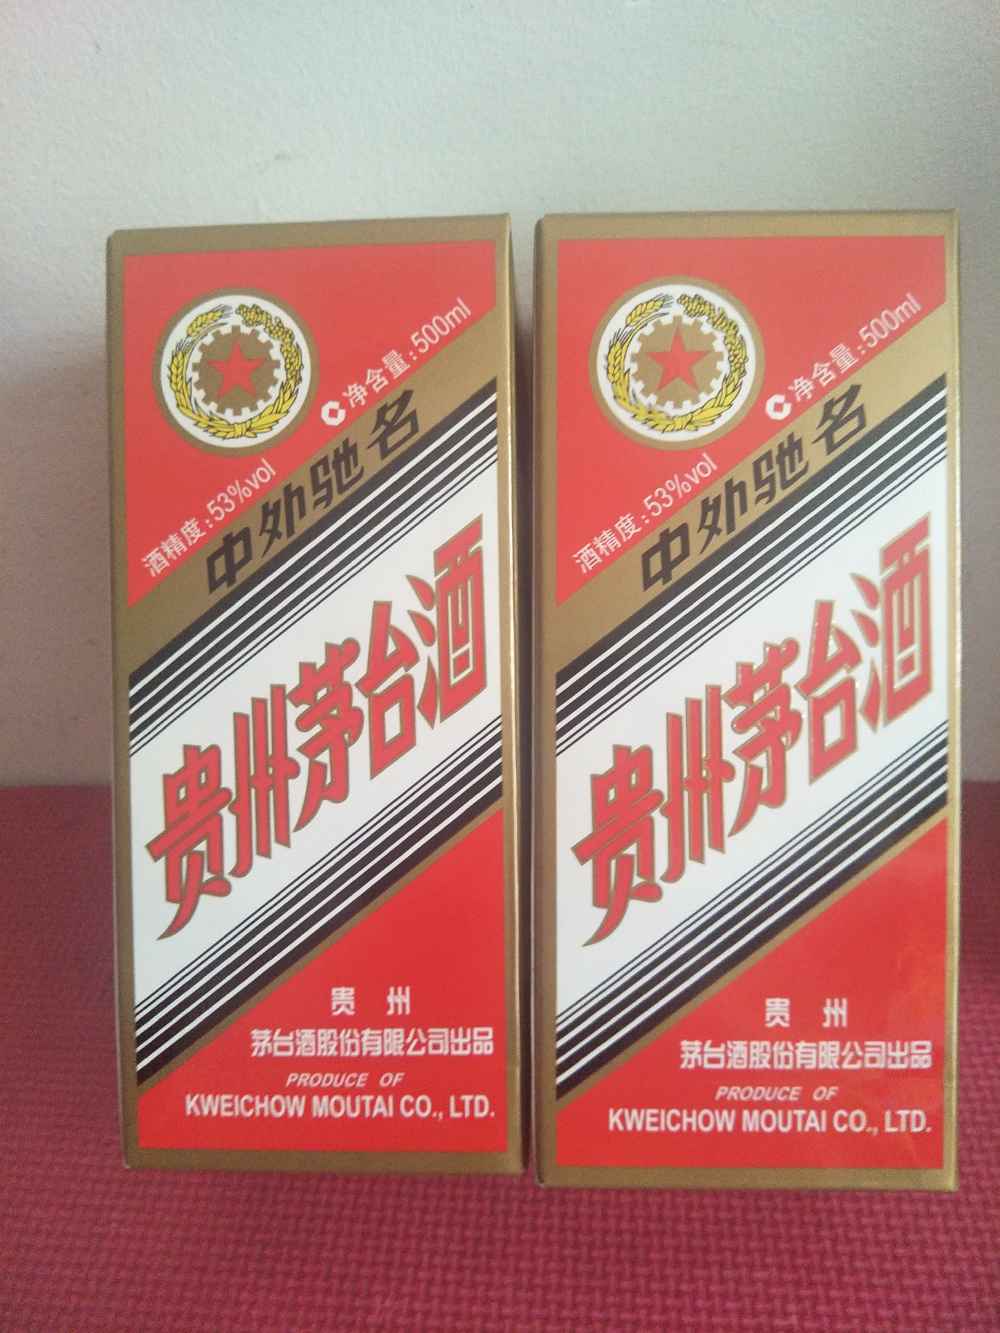 净含量:500ml
酒精度:53%vol
中外驰名
贵州茅台酒
贵州
茅台酒股份有限公司出品
PRODUCE OF
KWEICHOW MOUTAI CO., LTD.
净含量:500ml
酒精度:53%vol
中外驰名
贵州茅台酒
贵州
茅台酒股份有限公司出品
PRODUCE OF
KWEICHOW MOUTAI CO., LTD.